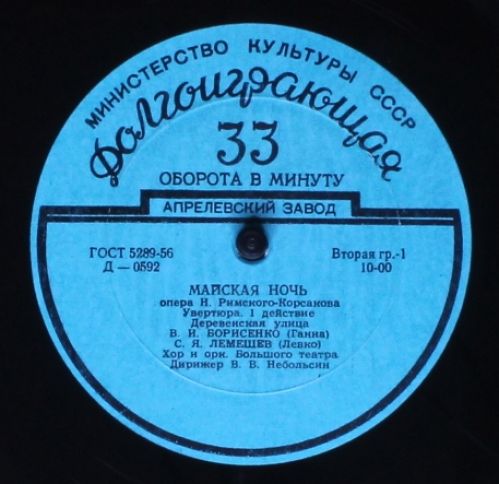 МИНИСТЕРСТВО КУЛЬТУРЫ СССР
Долгоиграющая
33
ОБОРОТА В МИНУТУ
АПРЕЛЕВСКИЙ ЗАВОД
ГОСТ 5289-56
Д — 0592
Вторая гр.-1
10-00
МАЙСКАЯ НОЧЬ
опера Н. Римского-Корсакова
Увертюра. 1 действие
Деревенская улица
В. И. БОРИСЕНКО (Ганна)
С. Я. ЛЕМЕШЕВ (Левко)
Хор и орк. Большого театра
Дирижер В. В. Небольсин